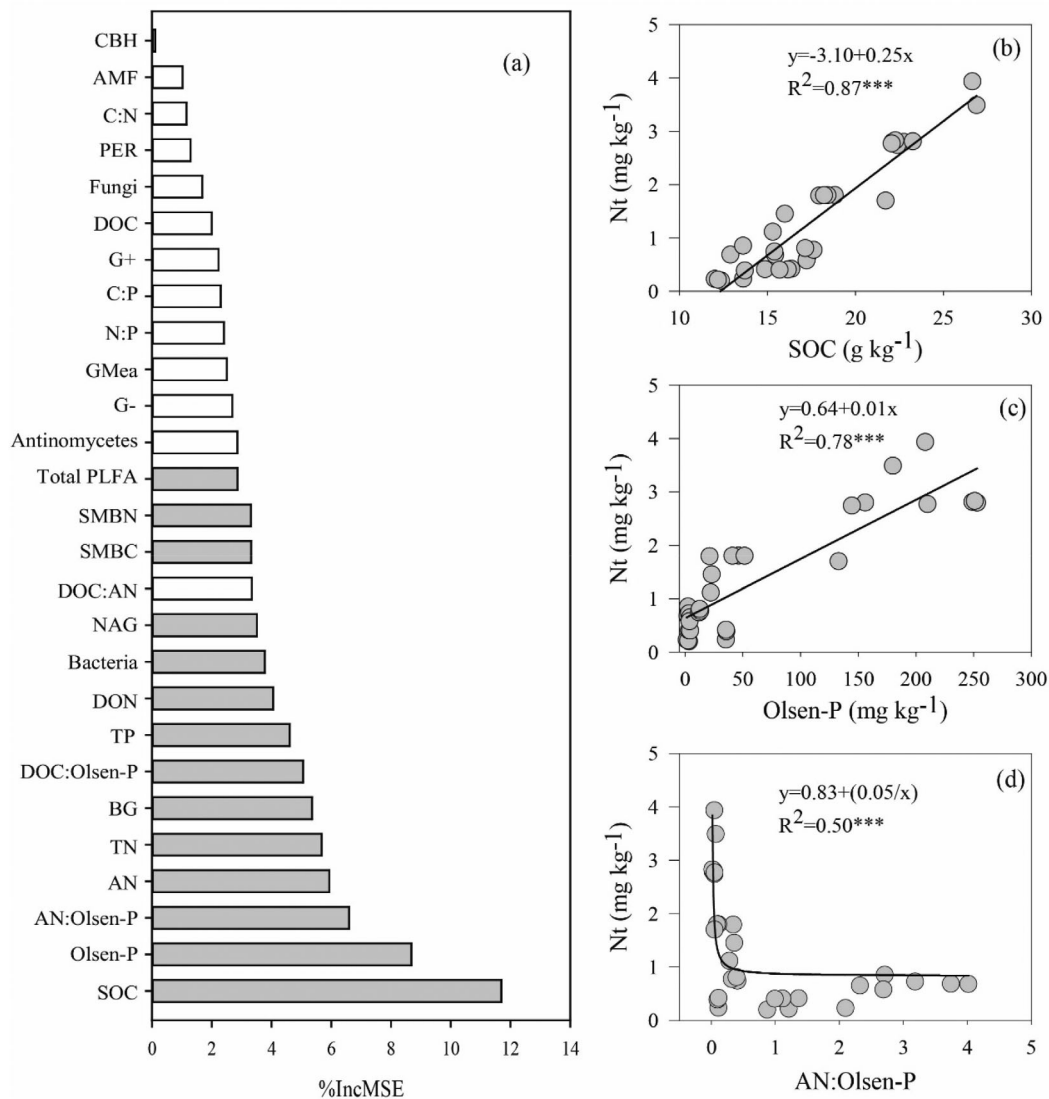 (a)
CBH
AMF
C:N
PER
Fungi
DOC
G+
C:P
N:P
GMea
G-
Antinomycetes
Total PLFA
SMBN
SMBC
DOC:AN
NAG
Bacteria
DON
TP
DOC:Olsen-P
BG
TN
AN
AN:Olsen-P
Olsen-P
SOC
0 2 4 6 8 10 12 14
%IncMSE
(b)
y=-3.10+0.25x
R²=0.87***
Nt (mg kg⁻¹)
5
4
3
2
1
0
10 15 20 25 30
SOC (g kg⁻¹)
(c)
y=0.64+0.01x
R²=0.78***
Nt (mg kg⁻¹)
5
4
3
2
1
0
0 50 100 150 200 250 300
Olsen-P (mg kg⁻¹)
(d)
y=0.83+(0.05/x)
R²=0.50***
Nt (mg kg⁻¹)
5
4
3
2
1
0
0 1 2 3 4 5
AN:Olsen-P